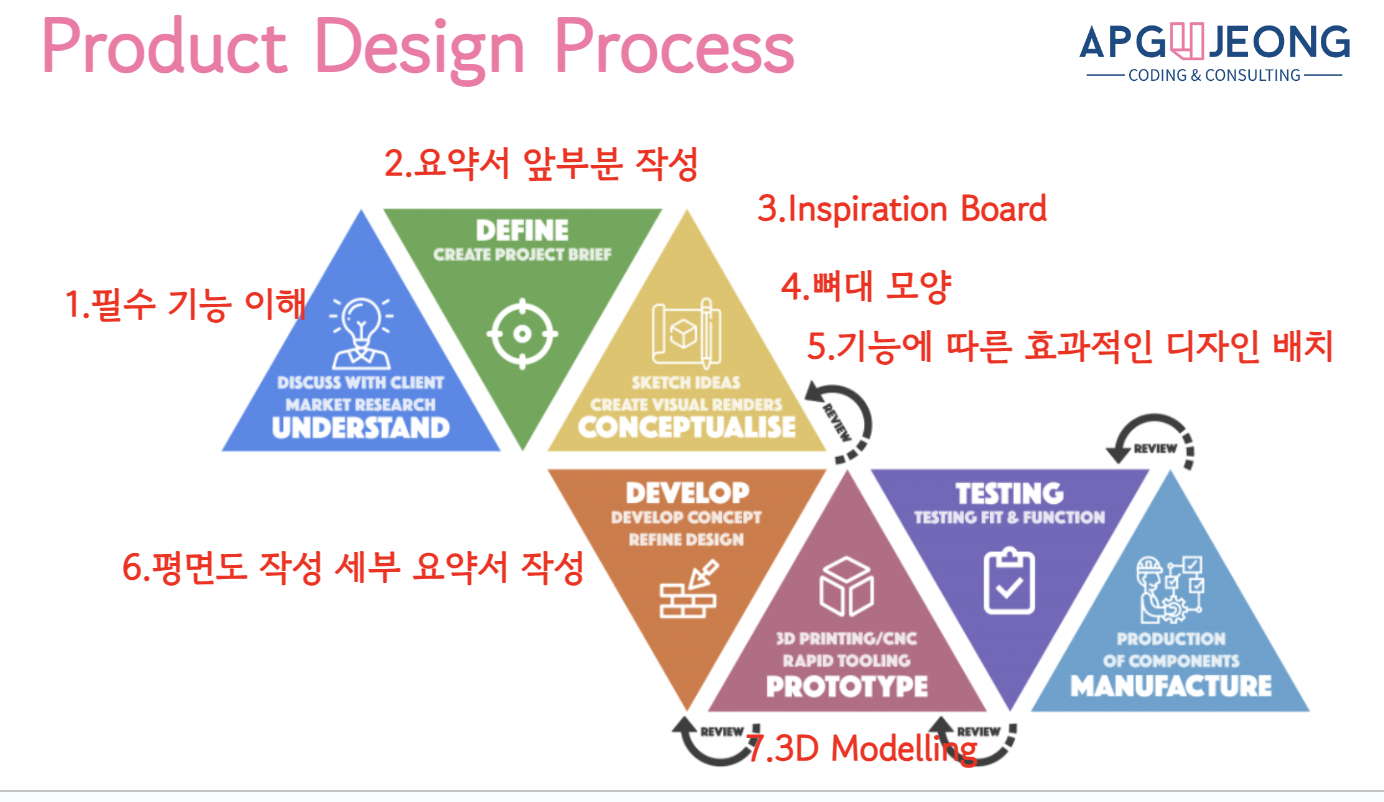 Product Design Process
APGUJEONG
CODING & CONSULTING
2.요약서 앞부분 작성
3.Inspiration Board
DEFINE
CREATE PROJECT BRIEF
4.뼈대 모양
1.필수 기능 이해
5.기능에 따른 효과적인 디자인 배치
DISCUSS WITH CLIENT
MARKET RESEARCH
UNDERSTAND
SKETCH IDEAS
CREATE VISUAL RENDERS
CONCEPTUALISE
REVIEW
REVIEW
DEVELOP
DEVELOP CONCEPT
REFINE DESIGN
TESTING
TESTING FIT & FUNCTION
6.평면도 작성 세부 요약서 작성
3D PRINTING/CNC
RAPID TOOLING
PROTOTYPE
PRODUCTION
OF COMPONENTS
MANUFACTURE
REVIEW
7.3D Modelling
REVIEW